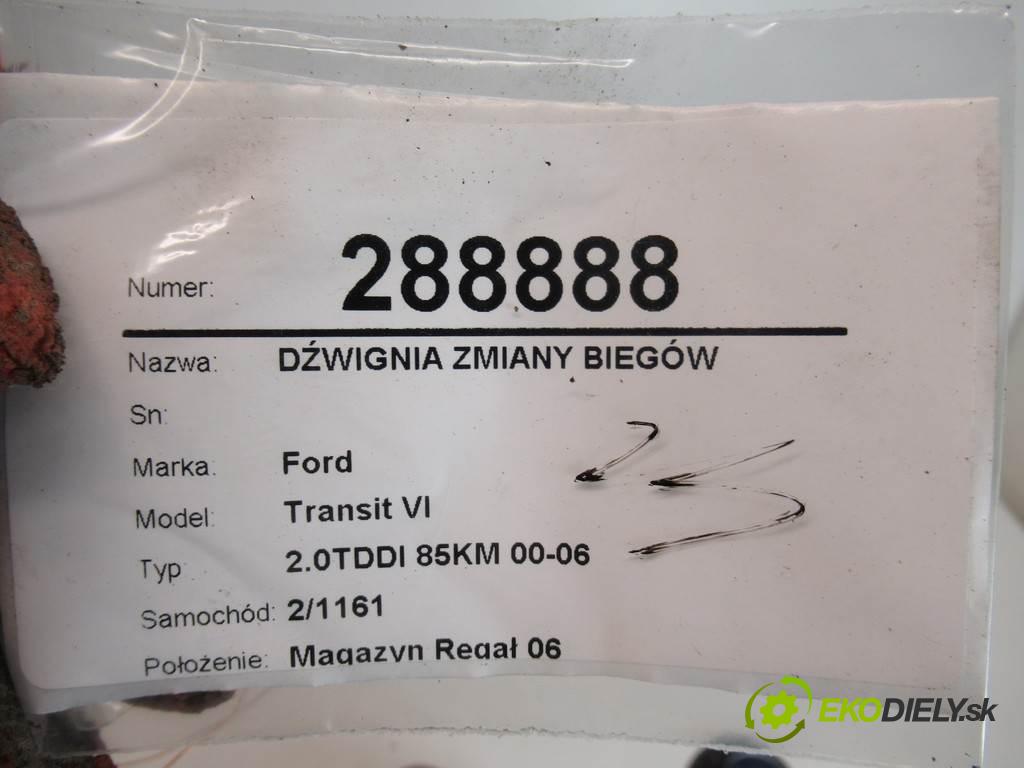 Numer: 288888
Nazwa: DŹWIGNIA ZMIANY BIEGÓW
Sn:
Marka: Ford
Model: Transit VI
Typ: 2.0TDDI 85KM 00-06
Samochód: 2/1161
Położenie: Magazyn Regał 06
EKODIELY.sk